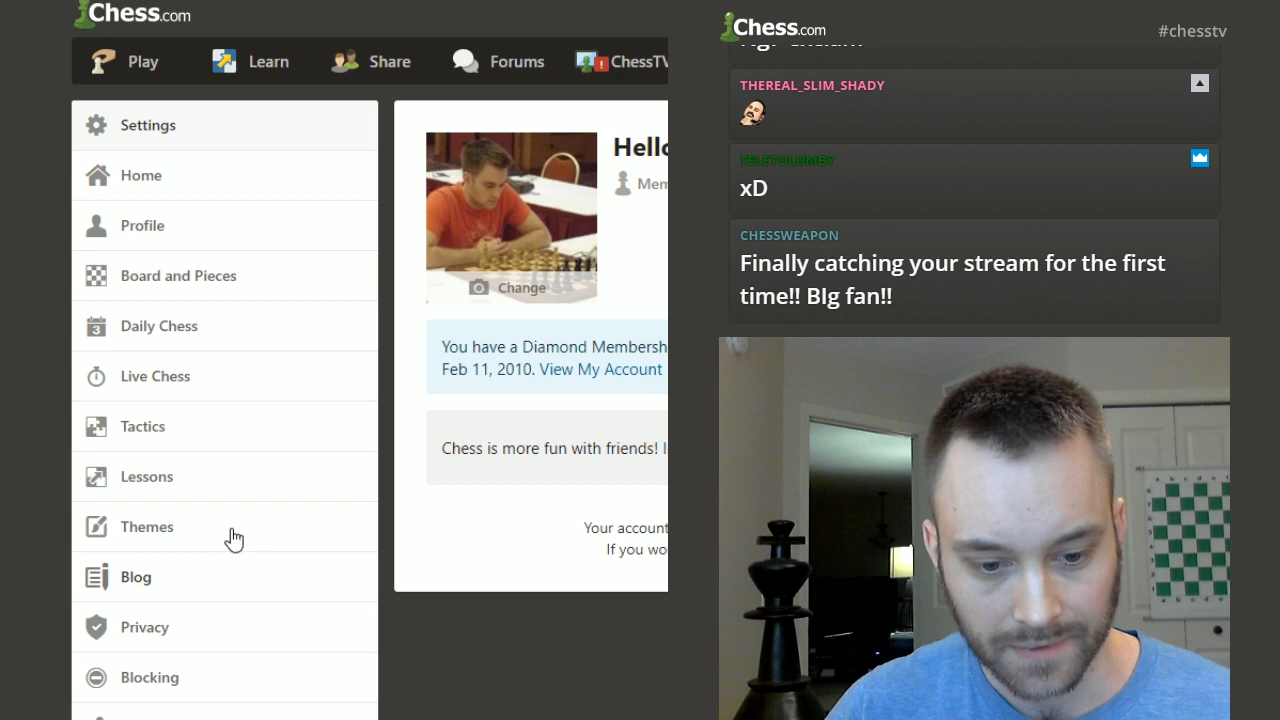 Chess.com
Play
Learn
Share
Forums
ChessTV
Settings
Home
Profile
Board and Pieces
Daily Chess
Live Chess
Tactics
Lessons
Themes
Blog
Privacy
Blocking
Hello
Mem
Change
You have a Diamond Membersh
Feb 11, 2010. View My Account
Chess is more fun with friends! I
Your account
If you wo
Chess.com
#chesstv
THEREAL_SLIM_SHADY
TELETOLUMBY
xD
CHESSWEAPON
Finally catching your stream for the first
time!! BIg fan!!